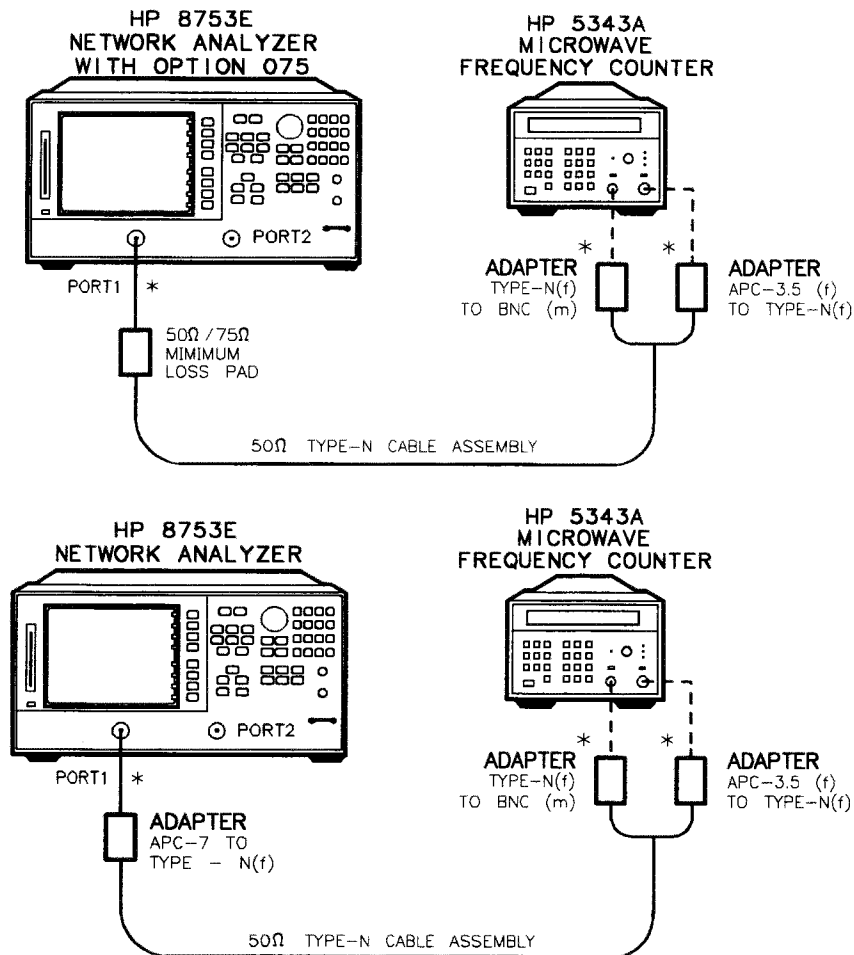 HP 8753E
NETWORK ANALYZER
WITH OPTION 075
HP 5343A
MICROWAVE
FREQUENCY COUNTER
PORT2
PORT1 *
50Ω/75Ω
MIMIMUM
LOSS PAD
*
ADAPTER
TYPE-N(f)
TO BNC (m)
*
ADAPTER
APC-3.5 (f)
TO TYPE-N(f)
50Ω TYPE-N CABLE ASSEMBLY
HP 8753E
NETWORK ANALYZER
HP 5343A
MICROWAVE
FREQUENCY COUNTER
PORT2
PORT1 *
ADAPTER
APC-7 TO
TYPE - N(f)
*
ADAPTER
TYPE-N(f)
TO BNC (m)
*
ADAPTER
APC-3.5 (f)
TO TYPE-N(f)
50Ω TYPE-N CABLE ASSEMBLY